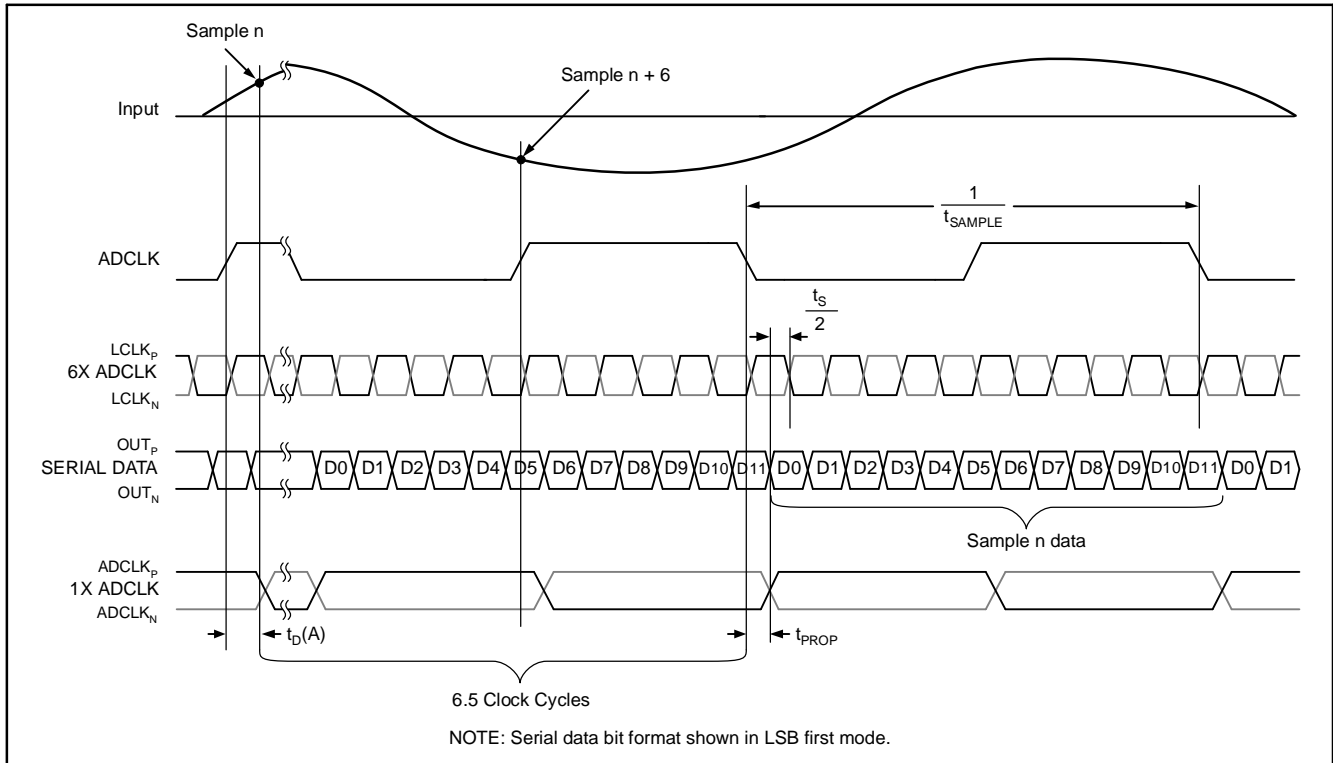 Sample n
Sample n + 6
Input
1
tSAMPLE
ADCLK
tS
2
LCLKP
6X ADCLK
LCLKN
OUTP
SERIAL DATA
OUTN
D0 D1 D2 D3 D4 D5 D6 D7 D8 D9 D10 D11 D0 D1 D2 D3 D4 D5 D6 D7 D8 D9 D10 D11 D0 D1
Sample n data
ADCLKP
1X ADCLK
ADCLKN
tD(A)
tPROP
6.5 Clock Cycles
NOTE: Serial data bit format shown in LSB first mode.